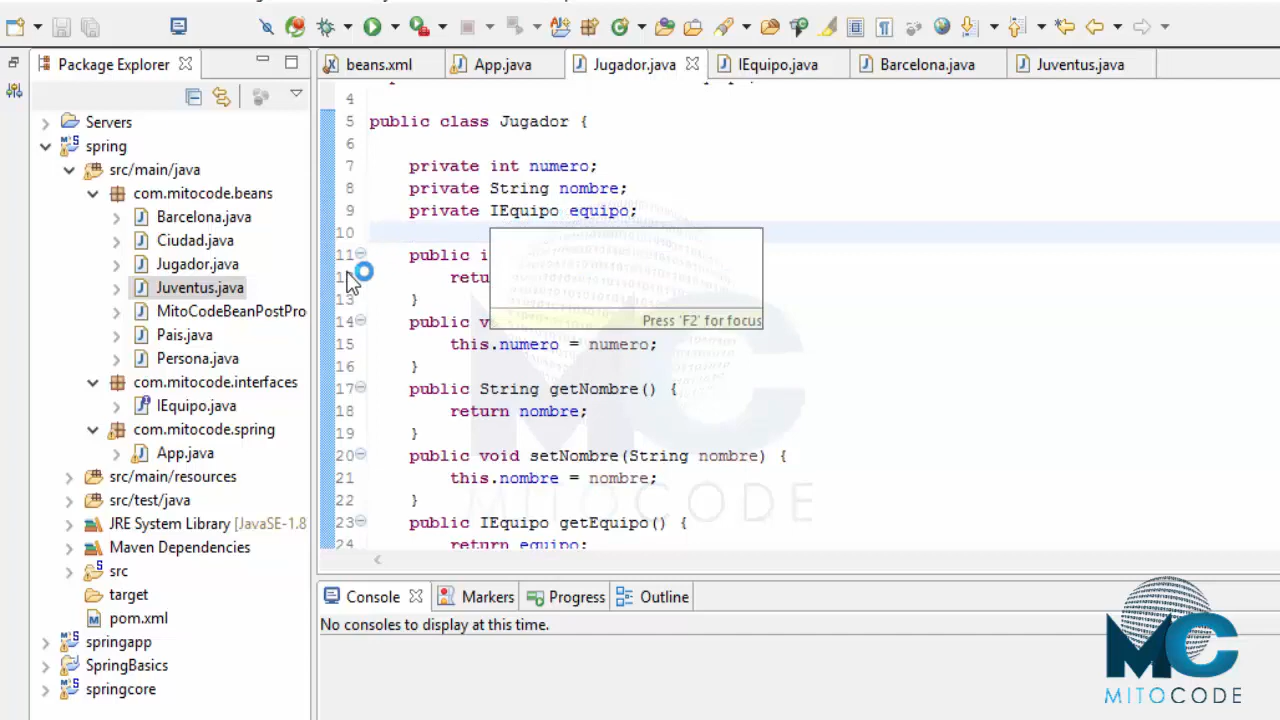 Package Explorer
beans.xml
App.java
Jugador.java
IEquipo.java
Barcelona.java
Juventus.java
Servers
spring
src/main/java
com.mitocode.beans
Barcelona.java
Ciudad.java
Jugador.java
Juventus.java
MitoCodeBeanPostPro
Pais.java
Persona.java
com.mitocode.interfaces
IEquipo.java
com.mitocode.spring
App.java
src/main/resources
src/test/java
JRE System Library [JavaSE-1.8
Maven Dependencies
src
target
pom.xml
springapp
SpringBasics
springcore
4
5 public class Jugador {
6
7 private int numero;
8 private String nombre;
9 private IEquipo equipo;
10
11 public i
retu
13 }
14 public v
15 this.numero = numero;
16 }
17 public String getNombre() {
18 return nombre;
19 }
20 public void setNombre(String nombre) {
21 this.nombre = nombre;
22 }
23 public IEquipo getEquipo() {
24 return equipo;
Press 'F2' for focus
MC
MITOCODE
Console
Markers
Progress
Outline
No consoles to display at this time.
MC
MITOCODE